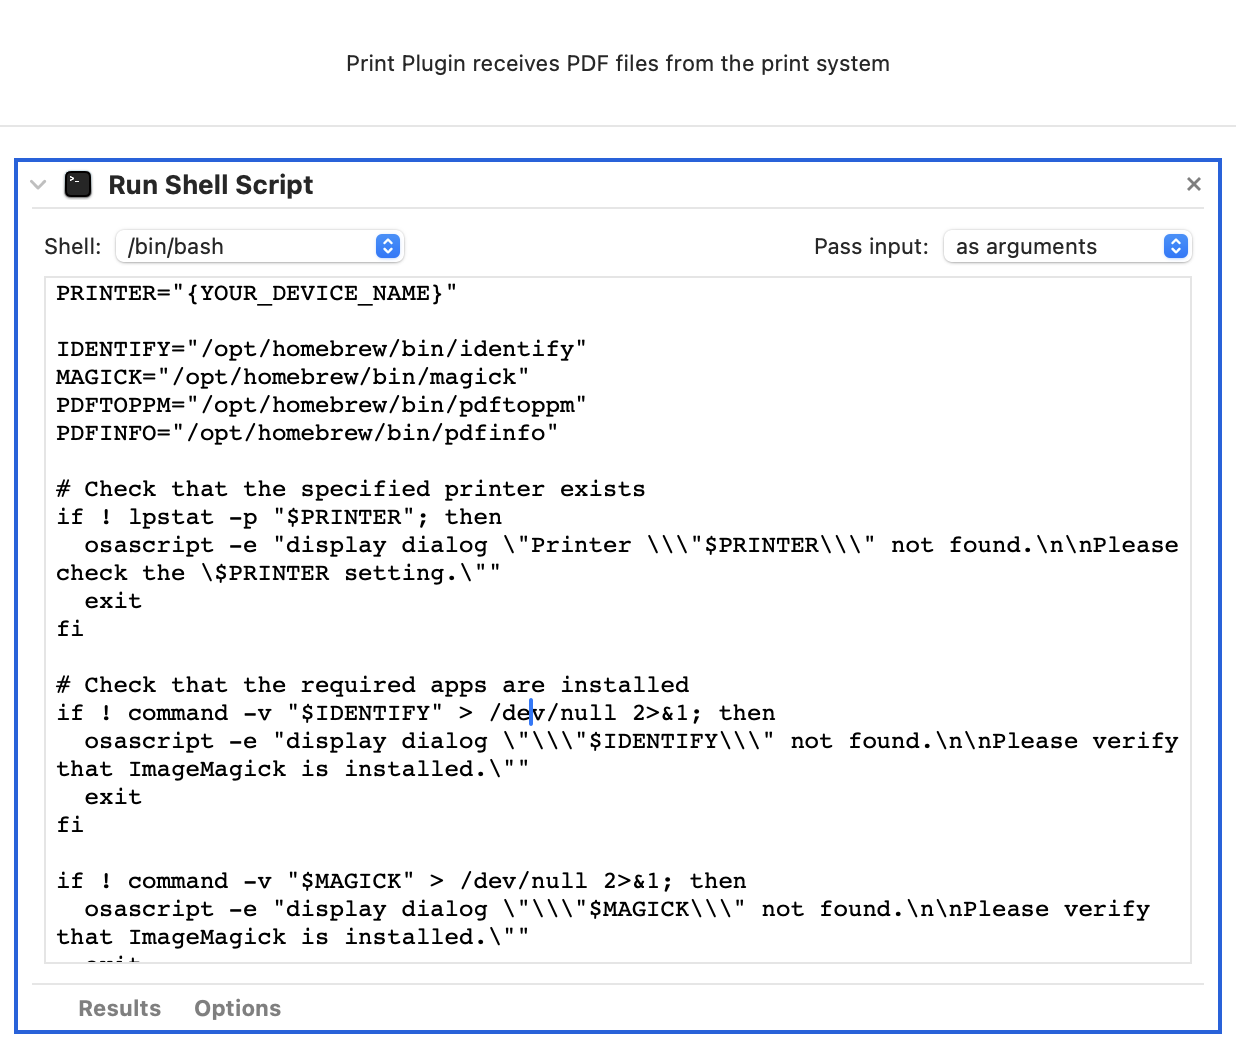 Print Plugin receives PDF files from the print system
Run Shell Script
Shell: /bin/bash Pass input: as arguments
PRINTER="{YOUR_DEVICE_NAME}"
IDENTIFY="/opt/homebrew/bin/identify"
MAGICK="/opt/homebrew/bin/magick"
PDFTOPPM="/opt/homebrew/bin/pdftoppm"
PDFINFO="/opt/homebrew/bin/pdfinfo"
# Check that the specified printer exists
if ! lpstat -p "$PRINTER"; then
  osascript -e "display dialog \"Printer \\\"$PRINTER\\\" not found.\n\nPlease
check the \$PRINTER setting.\""
  exit
fi
# Check that the required apps are installed
if ! command -v "$IDENTIFY" > /dev/null 2>&1; then
  osascript -e "display dialog \"\\\"$IDENTIFY\\\" not found.\n\nPlease verify
that ImageMagick is installed.\""
  exit
fi
if ! command -v "$MAGICK" > /dev/null 2>&1; then
  osascript -e "display dialog \"\\\"$MAGICK\\\" not found.\n\nPlease verify
that ImageMagick is installed.\""
  exit
Results Options